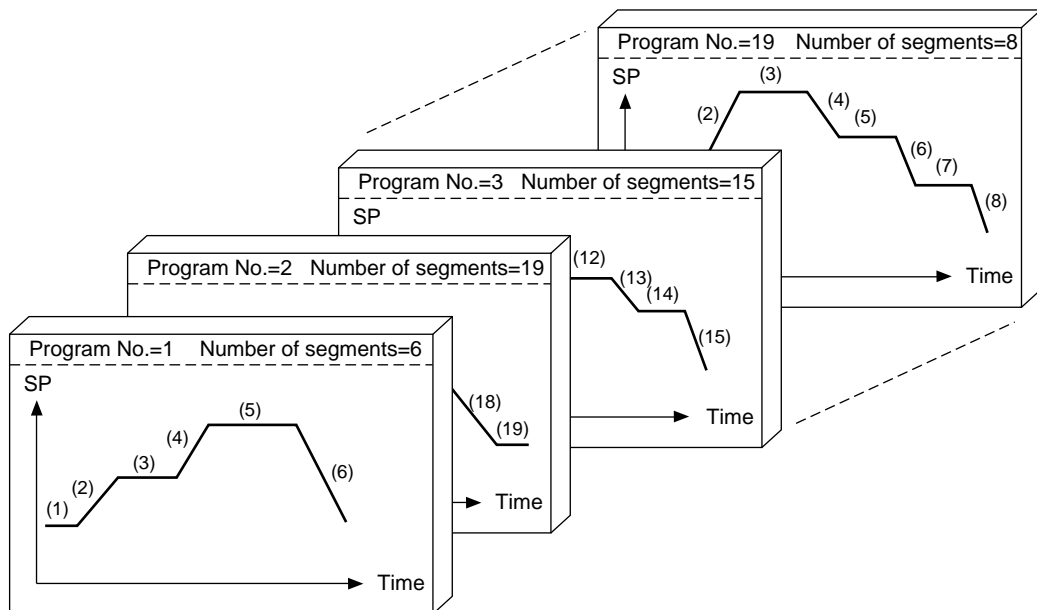 Program No.=19 Number of segments=8
SP
(3)
(2)
(4)
(5)
(6)
(7)
(8)
Time
Program No.=3 Number of segments=15
SP
(12)
(13)
(14)
(15)
Time
Program No.=2 Number of segments=19
(18)
(19)
Time
Program No.=1 Number of segments=6
SP
(5)
(4)
(3)
(2)
(6)
(1)
Time